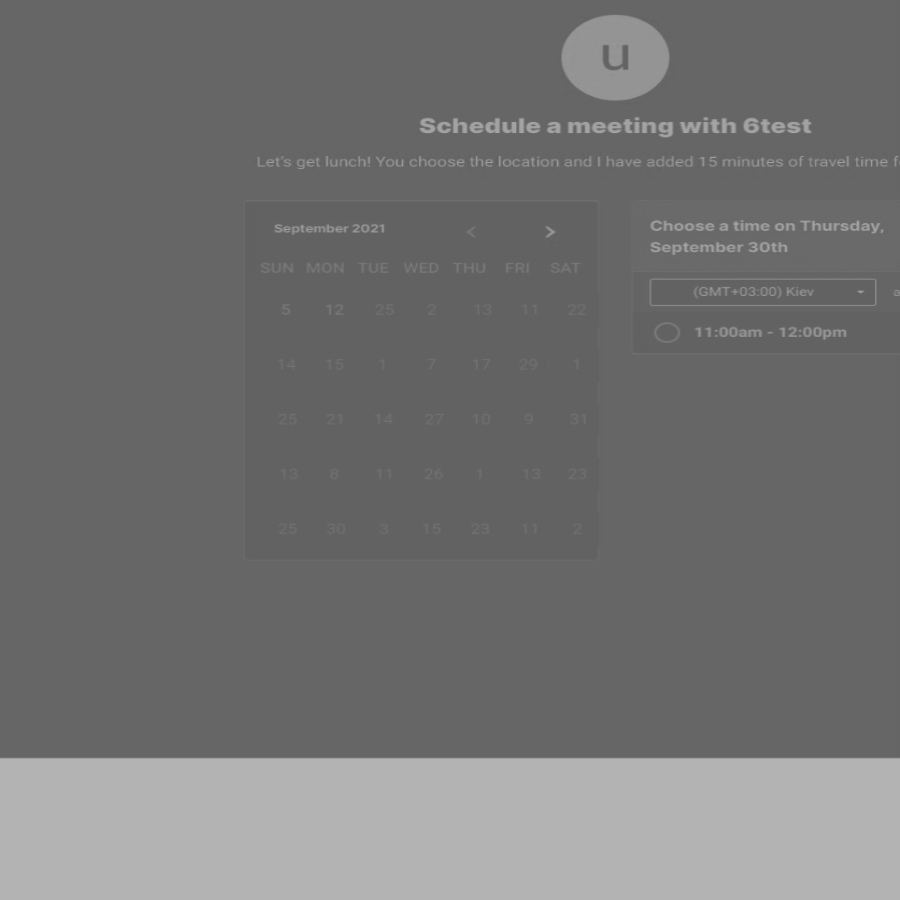 u
Schedule a meeting with 6test
Let's get lunch! You choose the location and I have added 15 minutes of travel time
September 2021 < >
SUN MON TUE WED THU FRI SAT
5 12 25 2 13 11 22
14 15 1 7 17 29 1
25 21 14 27 10 9 31
13 8 11 26 1 13 23
25 30 3 15 23 11 2
Choose a time on Thursday,
September 30th
(GMT+03:00) Kiev
11:00am - 12:00pm